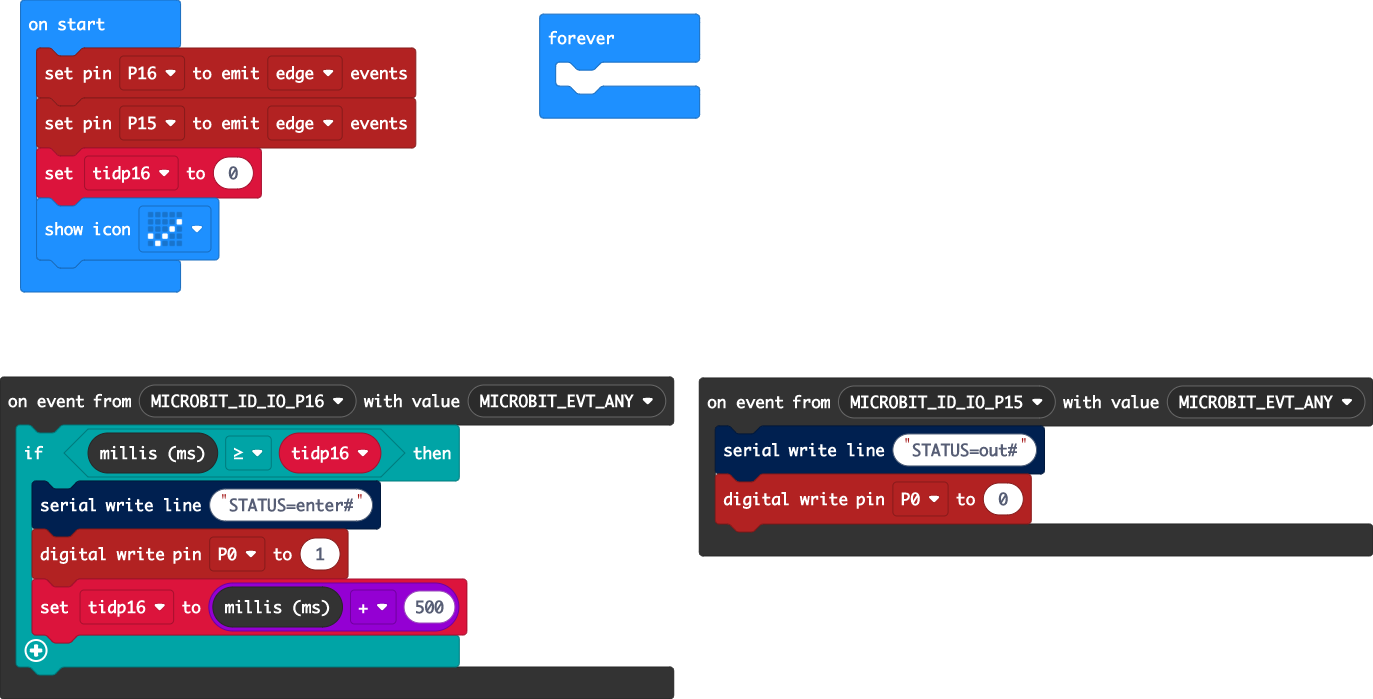 on start
set pin P16 to emit edge events
set pin P15 to emit edge events
set tidp16 to 0
show icon
forever
on event from MICROBIT_ID_IO_P16 with value MICROBIT_EVT_ANY
if millis (ms) ≥ tidp16 then
serial write line "STATUS=enter#"
digital write pin P0 to 1
set tidp16 to millis (ms) + 500
on event from MICROBIT_ID_IO_P15 with value MICROBIT_EVT_ANY
serial write line "STATUS=out#"
digital write pin P0 to 0